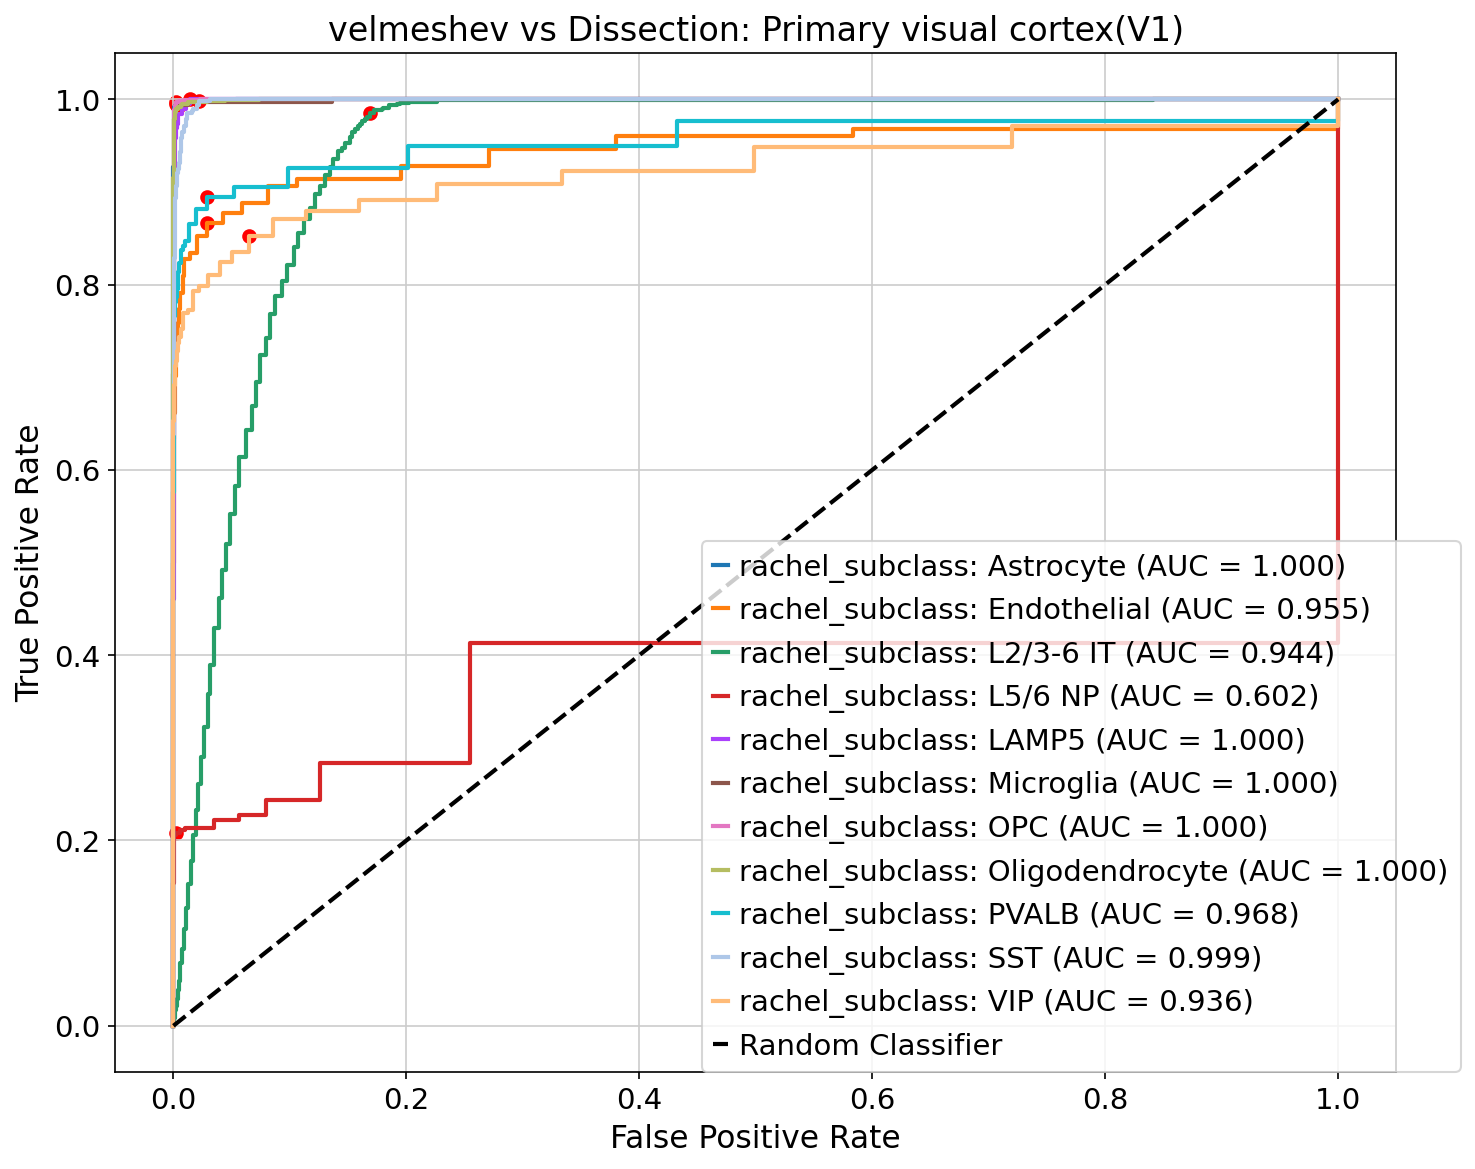 velmeshev vs Dissection: Primary visual cortex(V1)
1.0
0.8
0.6
0.4
0.2
0.0
True Positive Rate
rachel_subclass: Astrocyte (AUC = 1.000)
rachel_subclass: Endothelial (AUC = 0.955)
rachel_subclass: L2/3-6 IT (AUC = 0.944)
rachel_subclass: L5/6 NP (AUC = 0.602)
rachel_subclass: LAMP5 (AUC = 1.000)
rachel_subclass: Microglia (AUC = 1.000)
rachel_subclass: OPC (AUC = 1.000)
rachel_subclass: Oligodendrocyte (AUC = 1.000)
rachel_subclass: PVALB (AUC = 0.968)
rachel_subclass: SST (AUC = 0.999)
rachel_subclass: VIP (AUC = 0.936)
Random Classifier
0.0 0.2 0.4 0.6 0.8 1.0
False Positive Rate